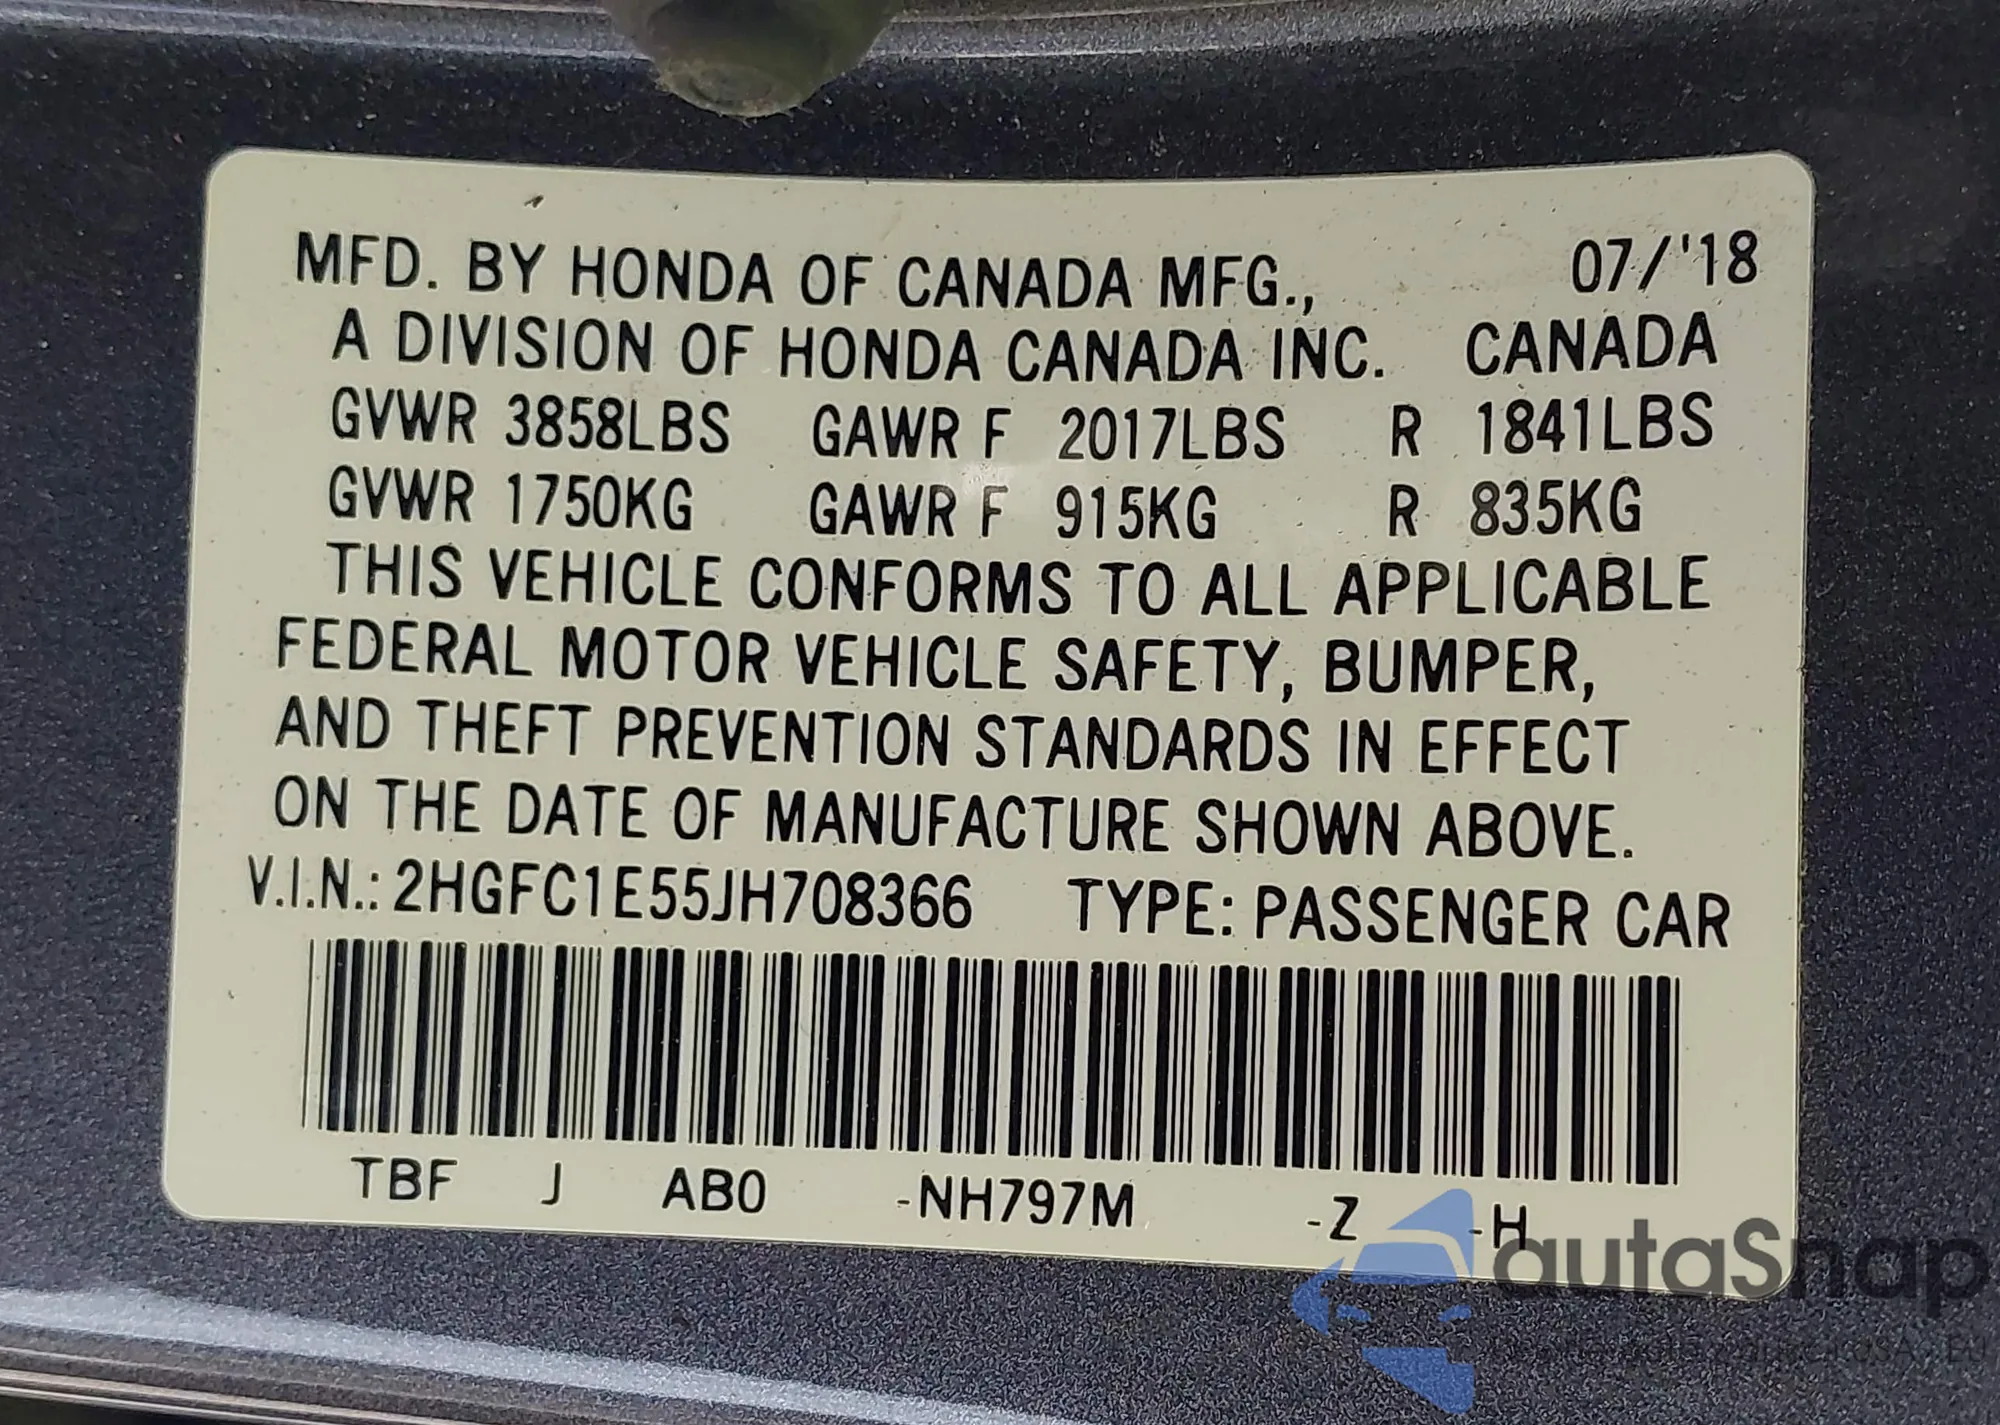 MFD. BY HONDA OF CANADA MFG., 07/'18
A DIVISION OF HONDA CANADA INC. CANADA
GVWR 3858LBS GAWR F 2017LBS R 1841LBS
GVWR 1750KG GAWR F 915KG R 835KG
THIS VEHICLE CONFORMS TO ALL APPLICABLE
FEDERAL MOTOR VEHICLE SAFETY, BUMPER,
AND THEFT PREVENTION STANDARDS IN EFFECT
ON THE DATE OF MANUFACTURE SHOWN ABOVE.
V.I.N.: 2HGFC1E55JH708366 TYPE: PASSENGER CAR
TBF J AB0 -NH797M -Z -H
autaSnap